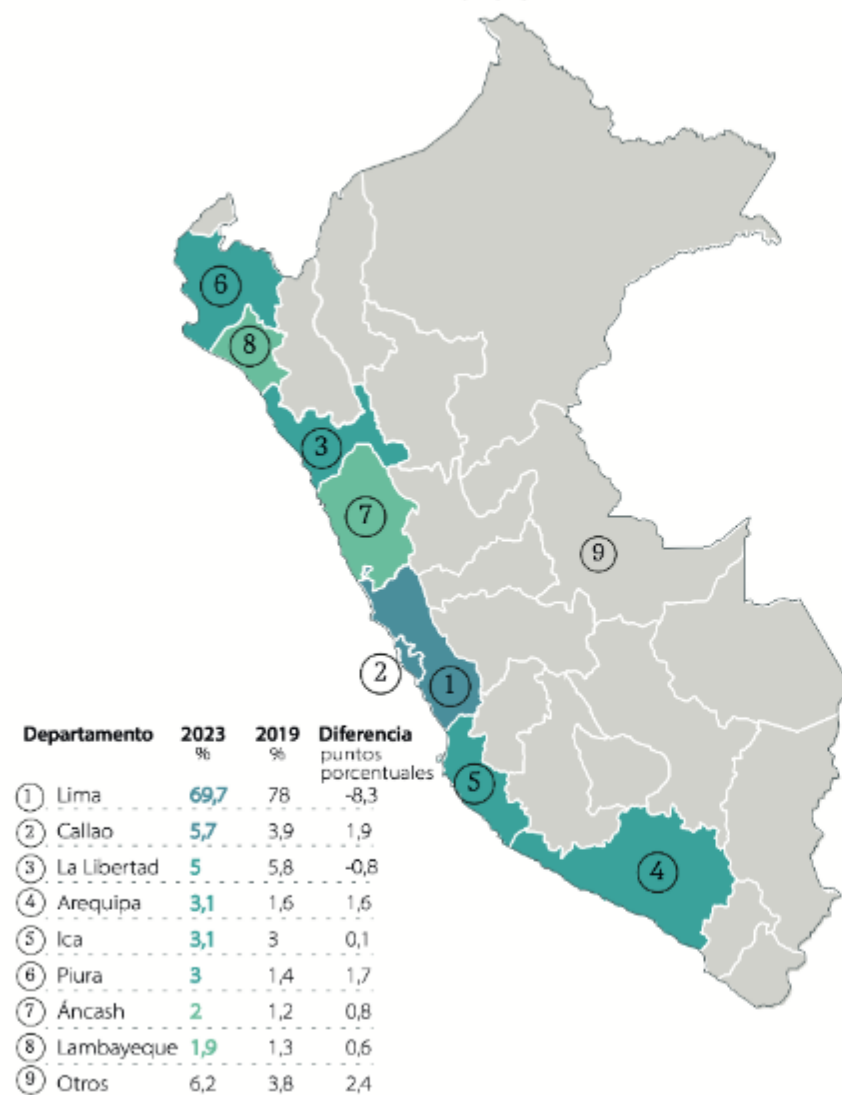 6
8
3
7
9
2
1
5
4
Departamento 2023 % 2019 % Diferencia puntos porcentuales
1 Lima 69,7 78 -8,3
2 Callao 5,7 3,9 1,9
3 La Libertad 5 5,8 -0,8
4 Arequipa 3,1 1,6 1,6
5 Ica 3,1 3 0,1
6 Piura 3 1,4 1,7
7 Áncash 2 1,2 0,8
8 Lambayeque 1,9 1,3 0,6
9 Otros 6,2 3,8 2,4